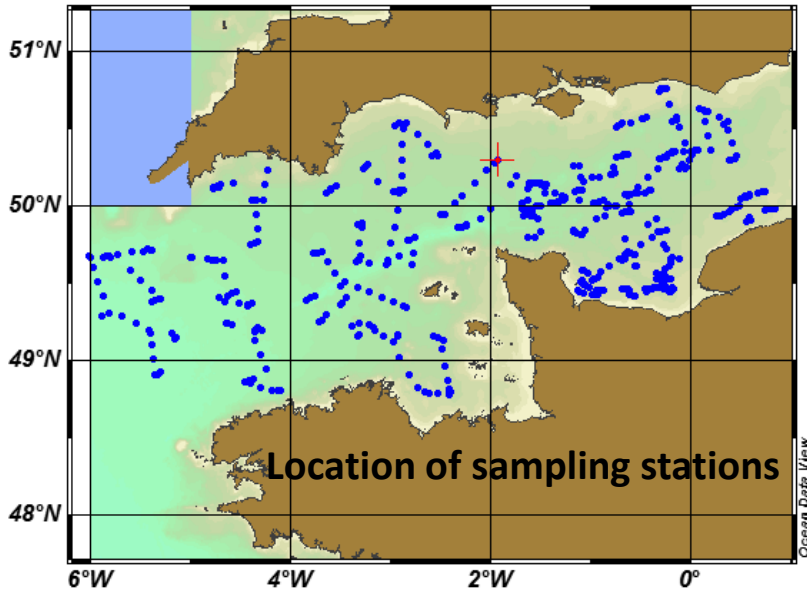 51°N
50°N
49°N
48°N
Location of sampling stations
Ocean Data View
6°W 4°W 2°W 0°